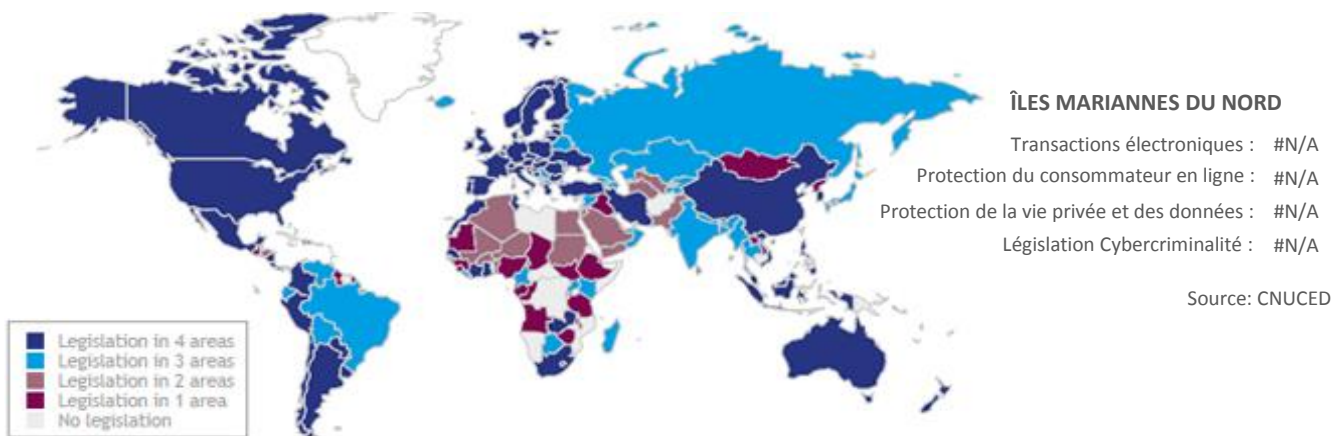 ÎLES MARIANNES DU NORD
Transactions électroniques : #N/A
Protection du consommateur en ligne : #N/A
Protection de la vie privée et des données : #N/A
Législation Cybercriminalité : #N/A
Source: CNUCED
Legislation in 4 areas
Legislation in 3 areas
Legislation in 2 areas
Legislation in 1 area
No legislation